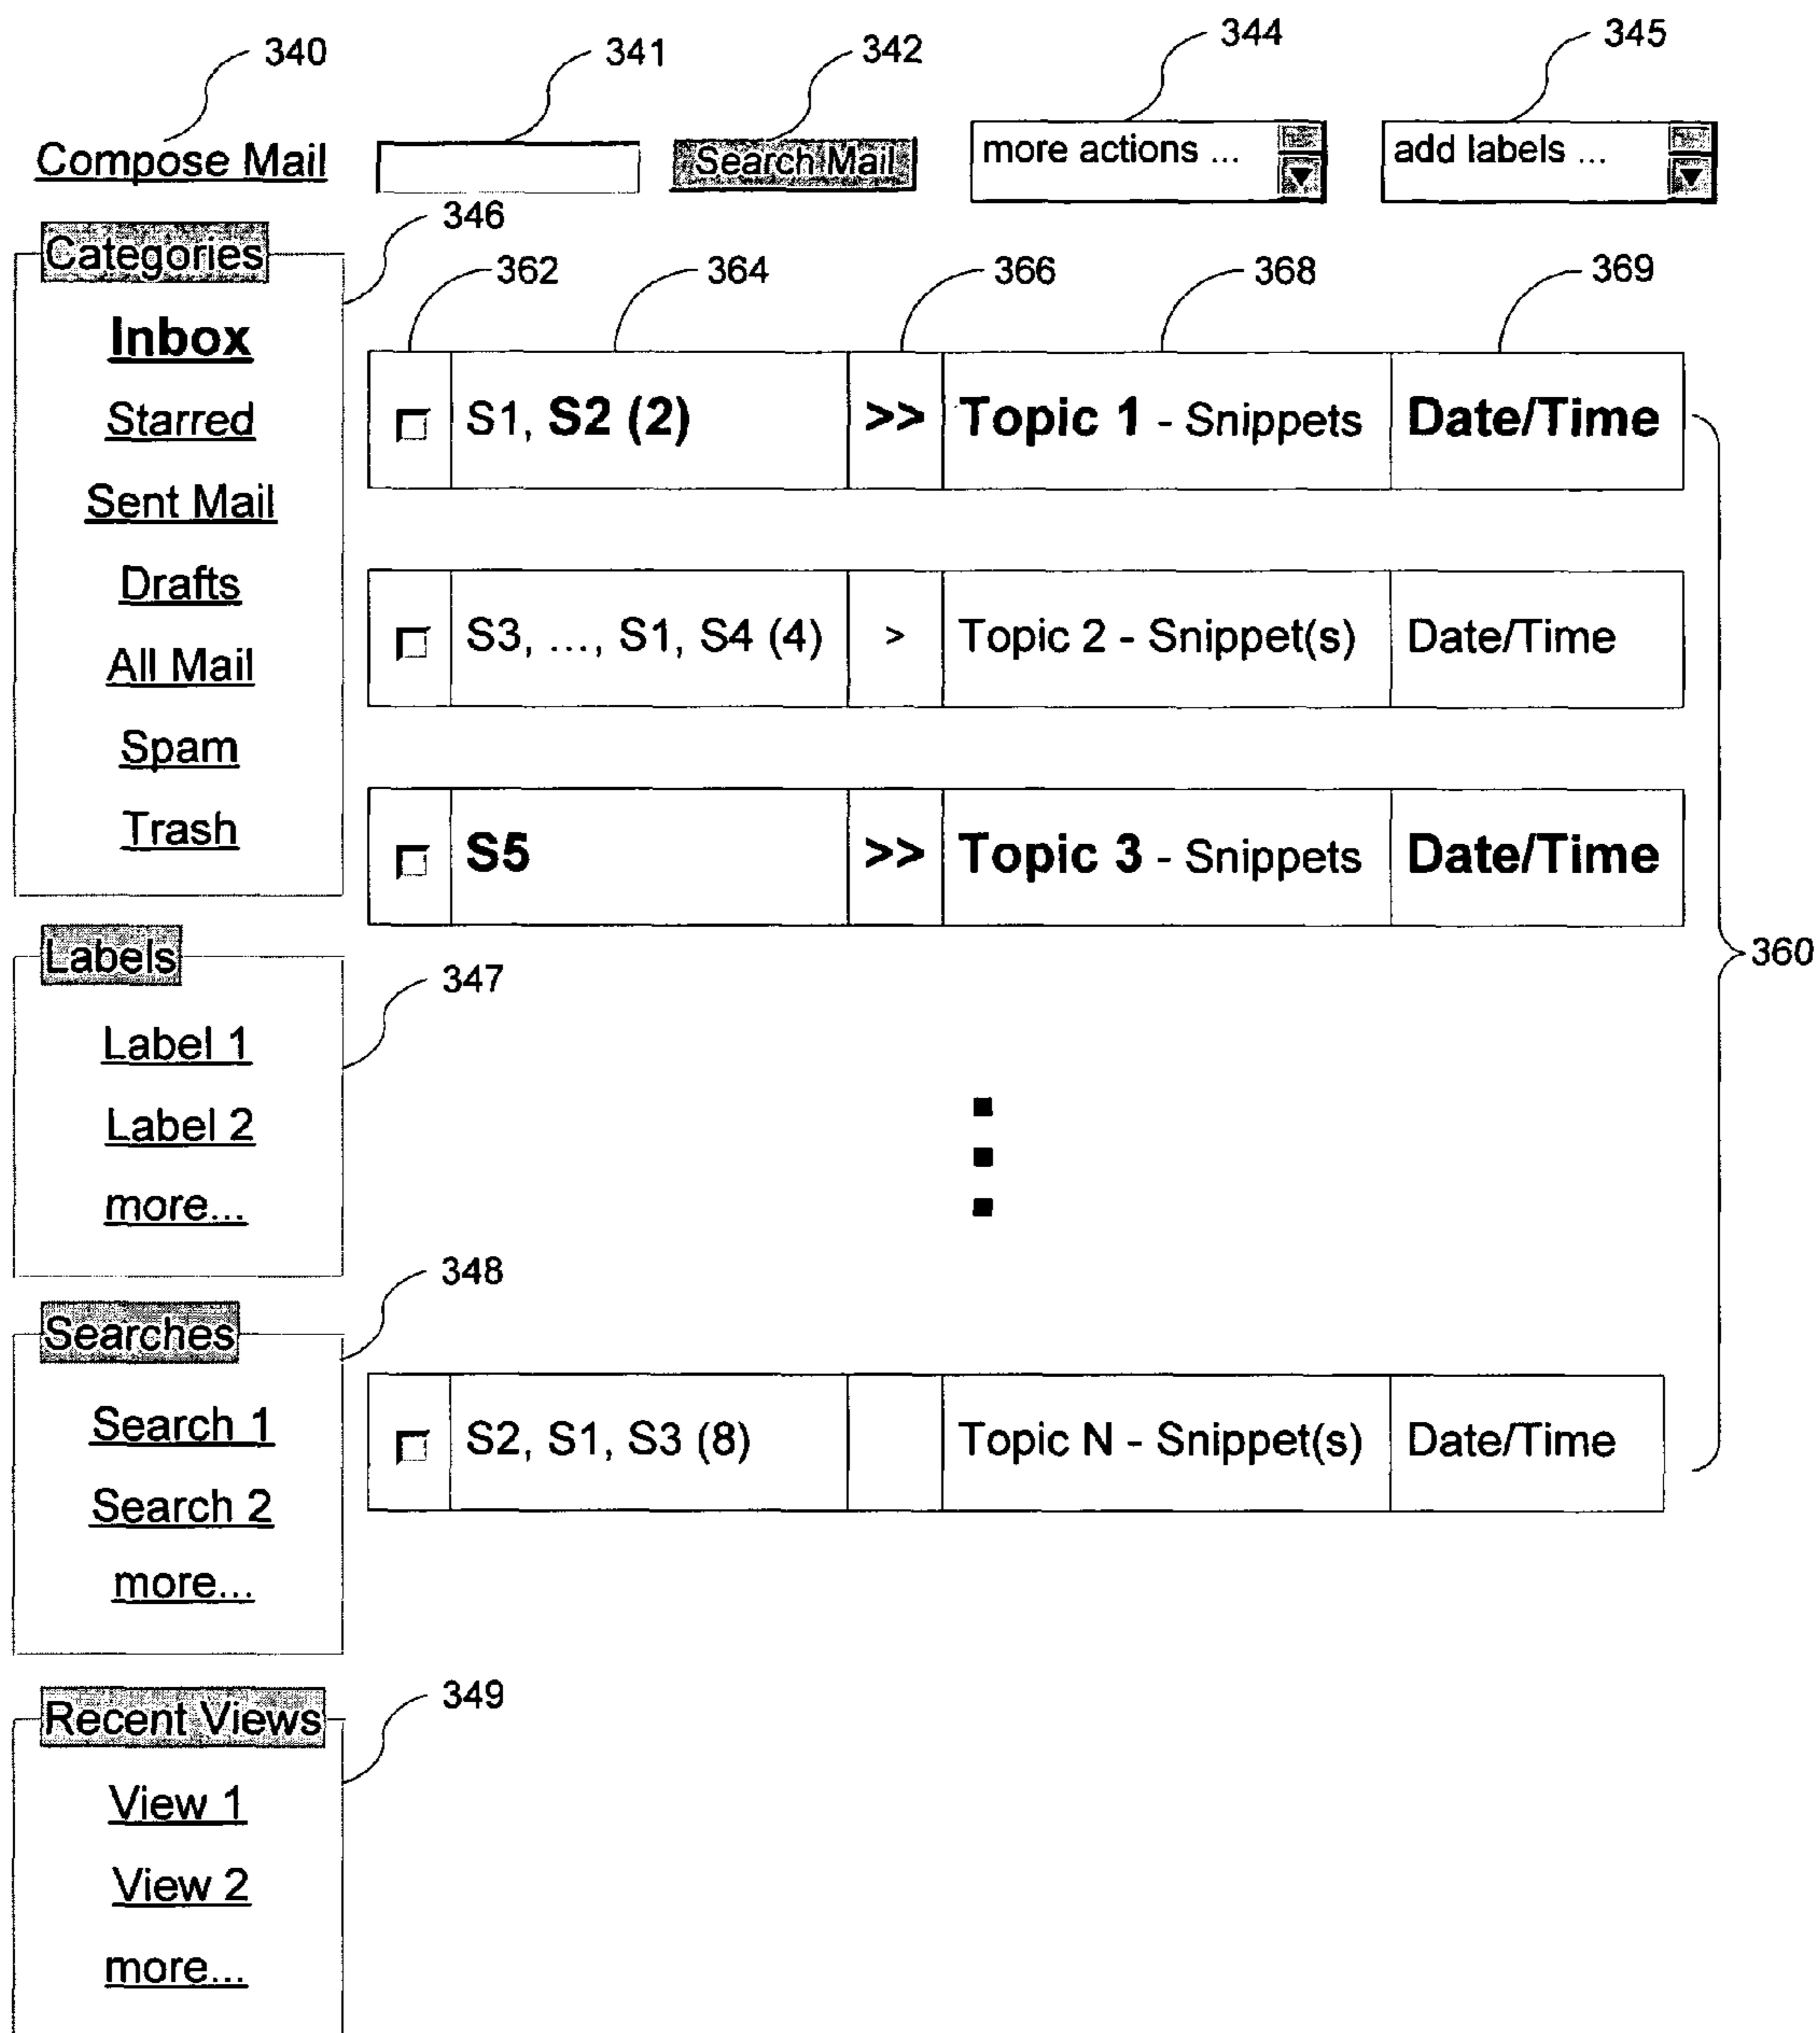 340 341 342 344 345
Compose Mail Search Mail more actions ... add labels ...
346
Categories
Inbox
Starred
Sent Mail
Drafts
All Mail
Spam
Trash
362 364 366 368 369
S1, S2 (2) >> Topic 1 - Snippets Date/Time
S3, ..., S1, S4 (4) > Topic 2 - Snippet(s) Date/Time
S5 >> Topic 3 - Snippets Date/Time
360
Labels
347
Label 1
Label 2
more...
348
Searches
Search 1
Search 2
more...
S2, S1, S3 (8) Topic N - Snippet(s) Date/Time
349
Recent Views
View 1
View 2
more...